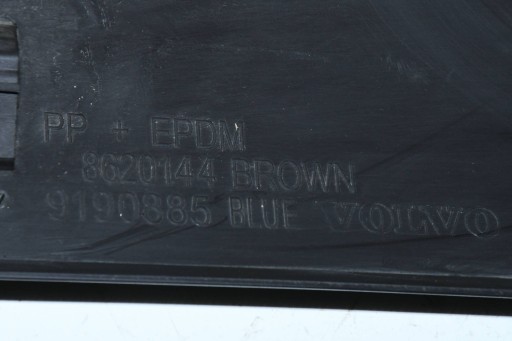 PP + EPDM
8620144 BROWN
9190885 BLUE VOLVO